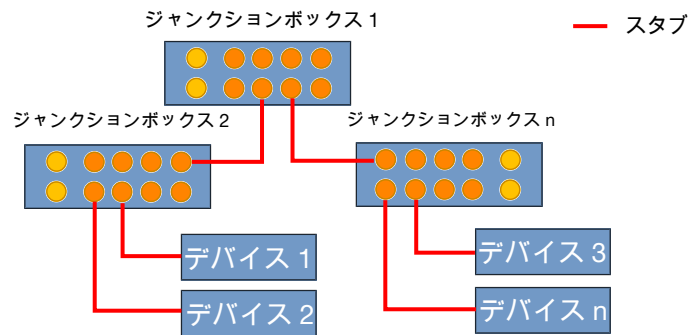 ジャンクションボックス1
スタブ
ジャンクションボックス2
ジャンクションボックスn
デバイス1
デバイス3
デバイス2
デバイスn